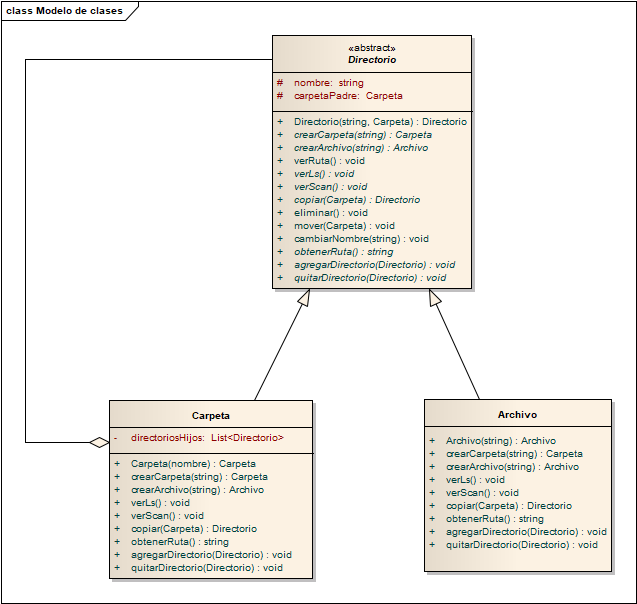 class Modelo de clases
«abstract»
Directorio
# nombre: string
# carpetaPadre: Carpeta
+ Directorio(string, Carpeta) : Directorio
+ crearCarpeta(string) : Carpeta
+ crearArchivo(string) : Archivo
+ verRuta() : void
+ verLs() : void
+ verScan() : void
+ copiar(Carpeta) : Directorio
+ eliminar() : void
+ mover(Carpeta) : void
+ cambiarNombre(string) : void
+ obtenerRuta() : string
+ agregarDirectorio(Directorio) : void
+ quitarDirectorio(Directorio) : void
Carpeta
- directoriosHijos: List<Directorio>
+ Carpeta(nombre) : Carpeta
+ crearCarpeta(string) : Carpeta
+ crearArchivo(string) : Archivo
+ verLs() : void
+ verScan() : void
+ copiar(Carpeta) : Directorio
+ obtenerRuta() : string
+ agregarDirectorio(Directorio) : void
+ quitarDirectorio(Directorio) : void
Archivo
+ Archivo(string) : Archivo
+ crearCarpeta(string) : Carpeta
+ crearArchivo(string) : Archivo
+ verLs() : void
+ verScan() : void
+ copiar(Carpeta) : Directorio
+ obtenerRuta() : string
+ agregarDirectorio(Directorio) : void
+ quitarDirectorio(Directorio) : void